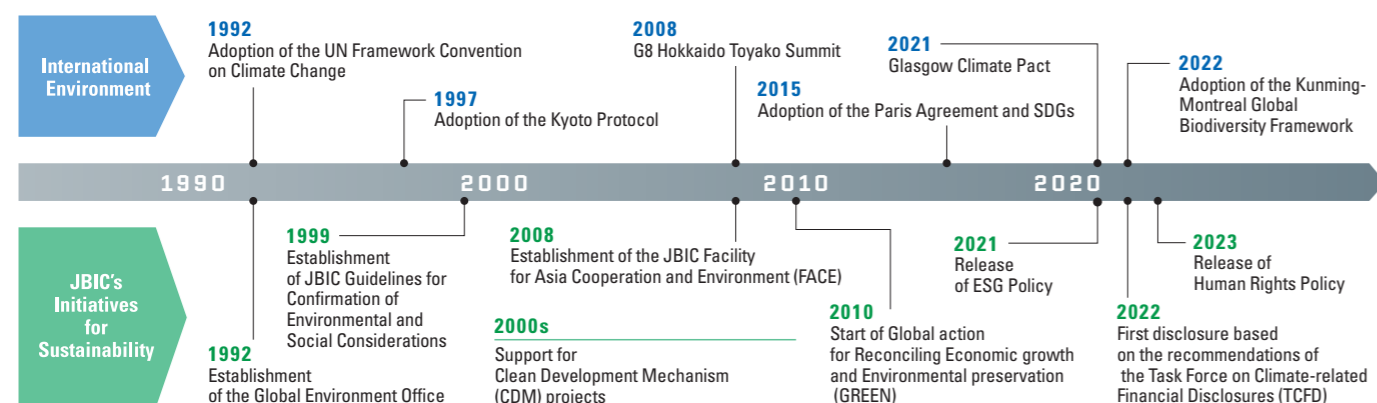 International
Environment
1992
Adoption of the UN Framework Convention
on Climate Change
1997
Adoption of the Kyoto Protocol
2008
G8 Hokkaido Toyako Summit
2015
Adoption of the Paris Agreement and SDGs
2021
Glasgow Climate Pact
2022
Adoption of the Kunming-
Montreal Global
Biodiversity Framework
1990
2000
2010
2020
JBIC's
Initiatives
for
Sustainability
1992
Establishment
of the Global Environment Office
1999
Establishment
of JBIC Guidelines for
Confirmation of
Environmental and
Social Considerations
2008
Establishment of the JBIC Facility
for Asia Cooperation and Environment (FACE)
2000s
Support for
Clean Development Mechanism
(CDM) projects
2010
Start of Global action
for Reconciling Economic growth
and Environmental preservation
(GREEN)
2021
Release
of ESG Policy
2022
First disclosure based
on the recommendations of
the Task Force on Climate-related
Financial Disclosures (TCFD)
2023
Release of
Human Rights Policy